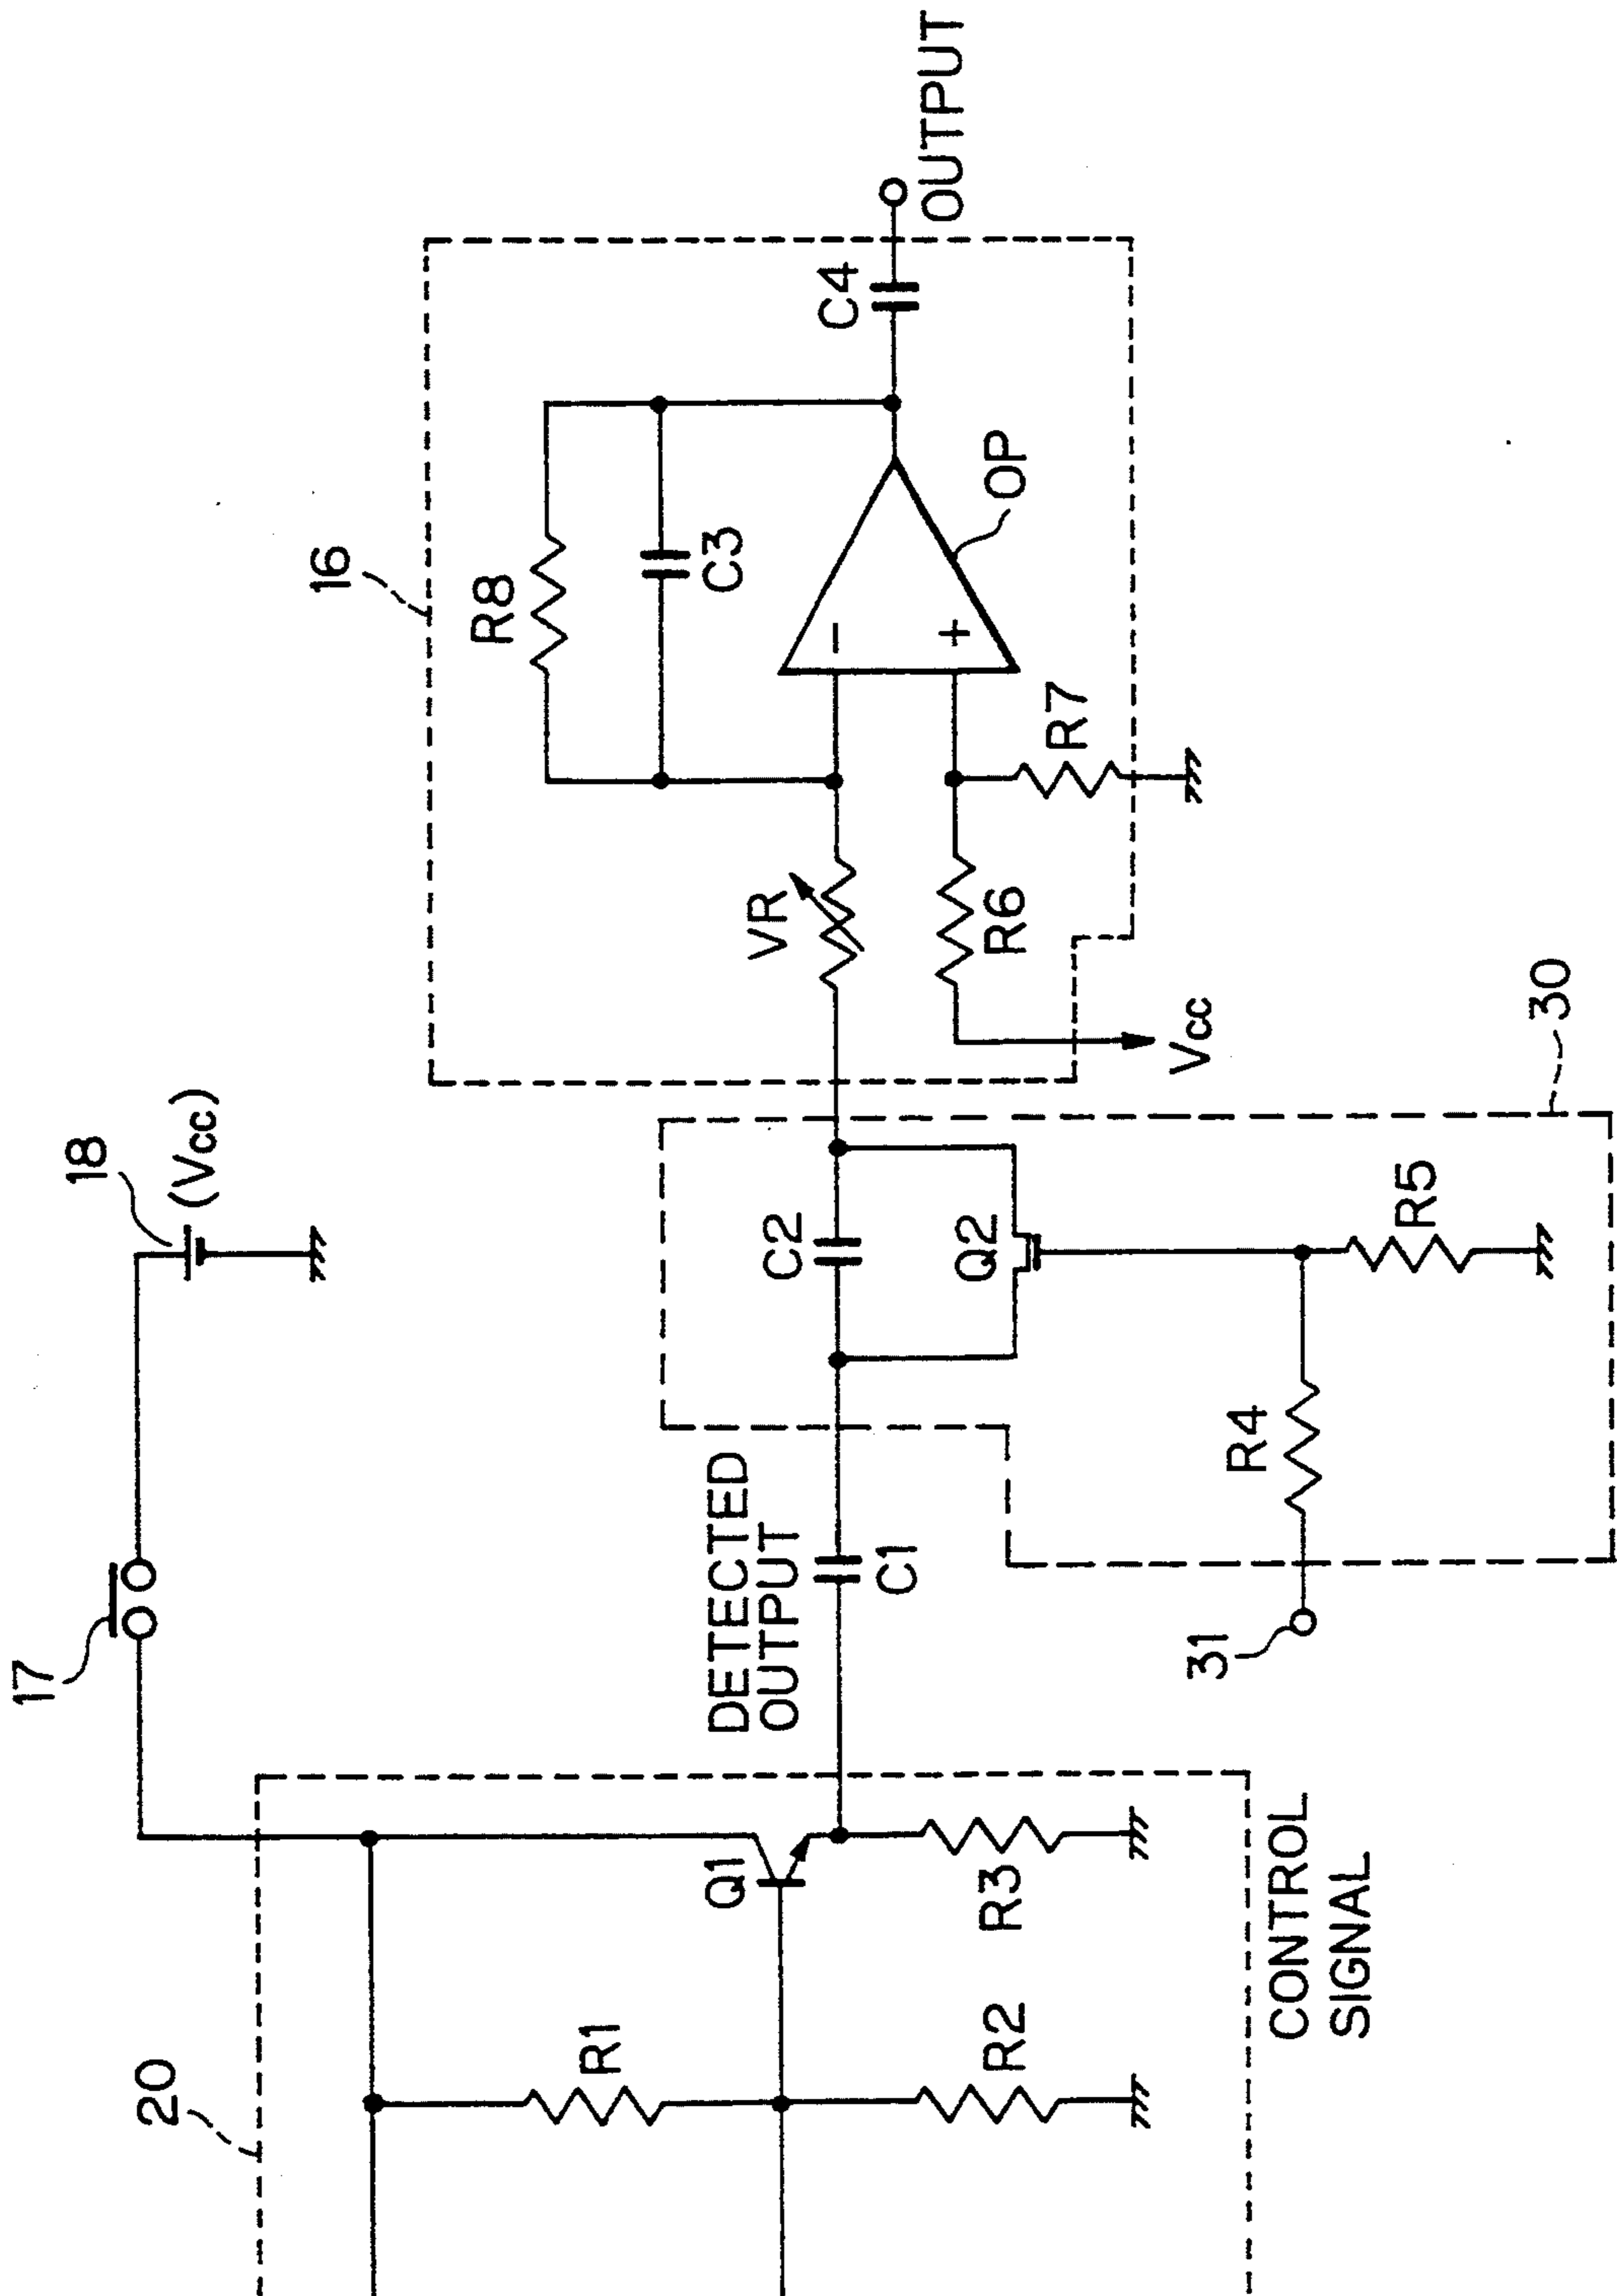 20
R1
R2
Q1
R3
CONTROL
SIGNAL
17
18
(Vcc)
DETECTED
OUTPUT
C1
31
R4
R5
C2
Q2
30
16
VR
R6
Vcc
R7
R8
C3
−
+
OP
C4
OUTPUT